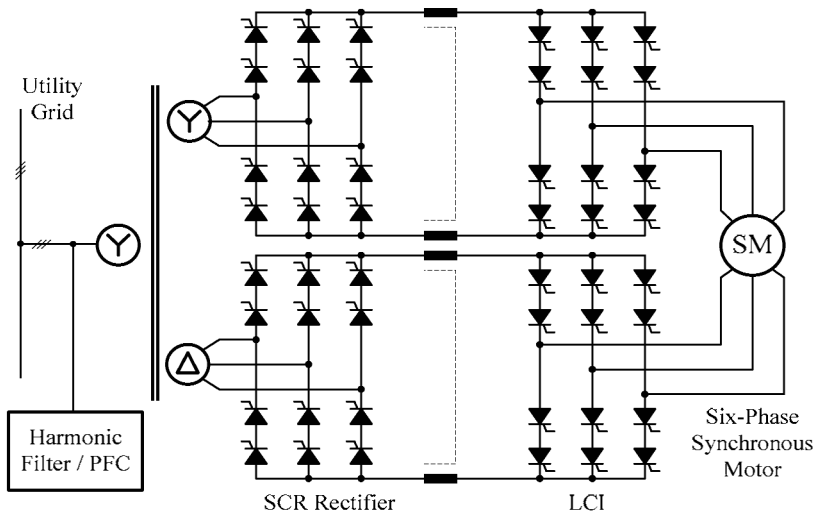 Utility
Grid
SM
Harmonic
Filter / PFC
Six-Phase
Synchronous
Motor
SCR Rectifier
LCI